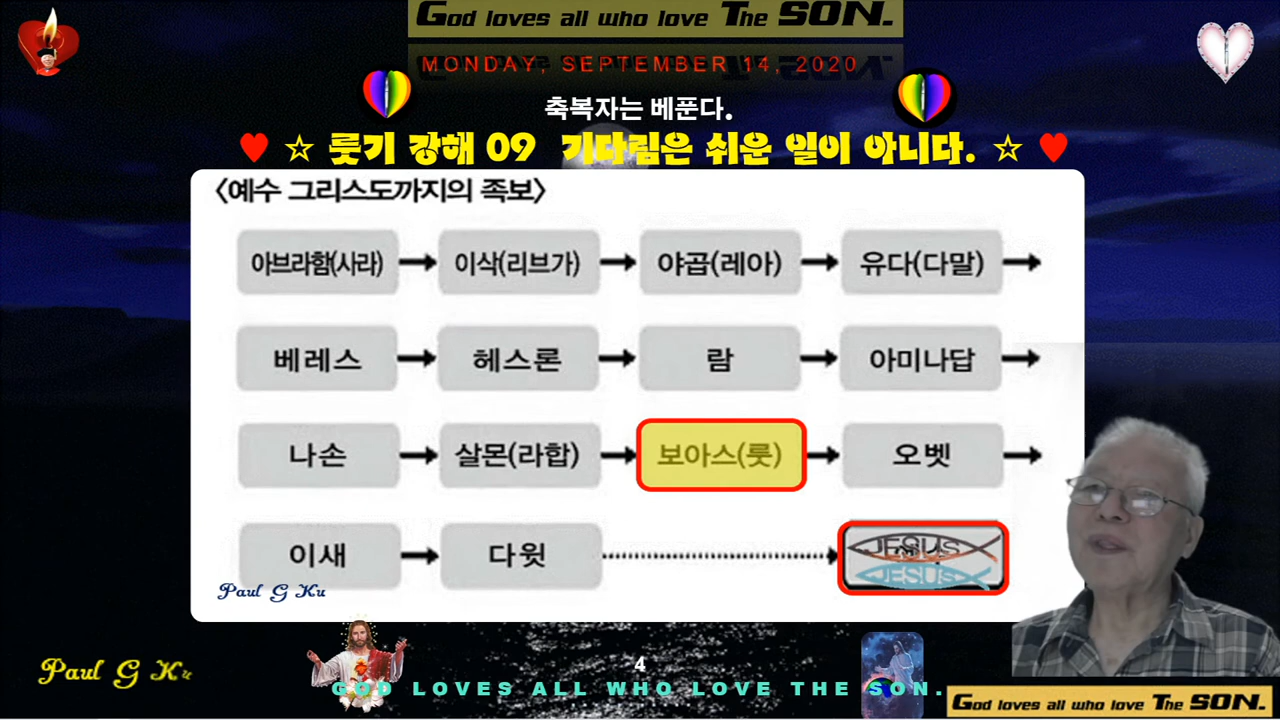 God loves all who love The SON.
MONDAY, SEPTEMBER 14, 2020
축복자는 베푼다.
♥ ☆ 룻기 강해 09 기다림은 쉬운 일이 아니다. ☆ ♥
<예수 그리스도까지의 족보>
아브라함(사라) → 이삭(리브가) → 야곱(레아) → 유다(다말) →
베레스 → 헤스론 → 람 → 아미나답 →
나손 → 살몬(라합) → 보아스(룻) → 오벳 →
이새 → 다윗 → JESUS
JESUS
Paul G Ku
Paul G Ku
4
GOD LOVES ALL WHO LOVE THE SON.
God loves all who love The SON.